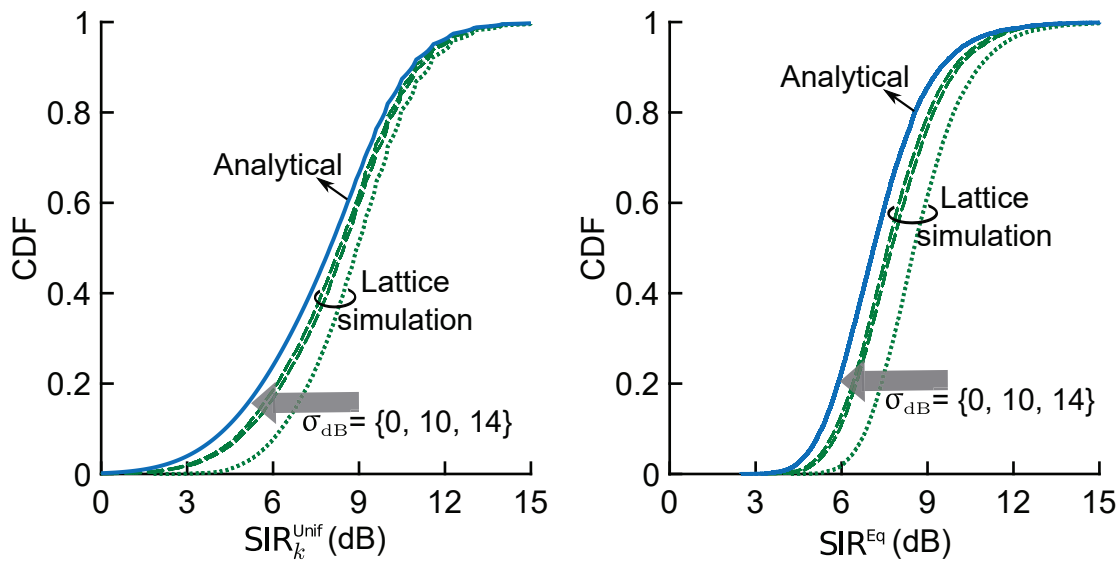 1
0.8
0.6
0.4
0.2
0
CDF
Analytical
Lattice
simulation
σdB= {0, 10, 14}
0 3 6 9 12 15
SIR_k^Unif (dB)
1
0.8
0.6
0.4
0.2
0
CDF
Analytical
Lattice
simulation
σdB= {0, 10, 14}
0 3 6 9 12 15
SIR^Eq (dB)